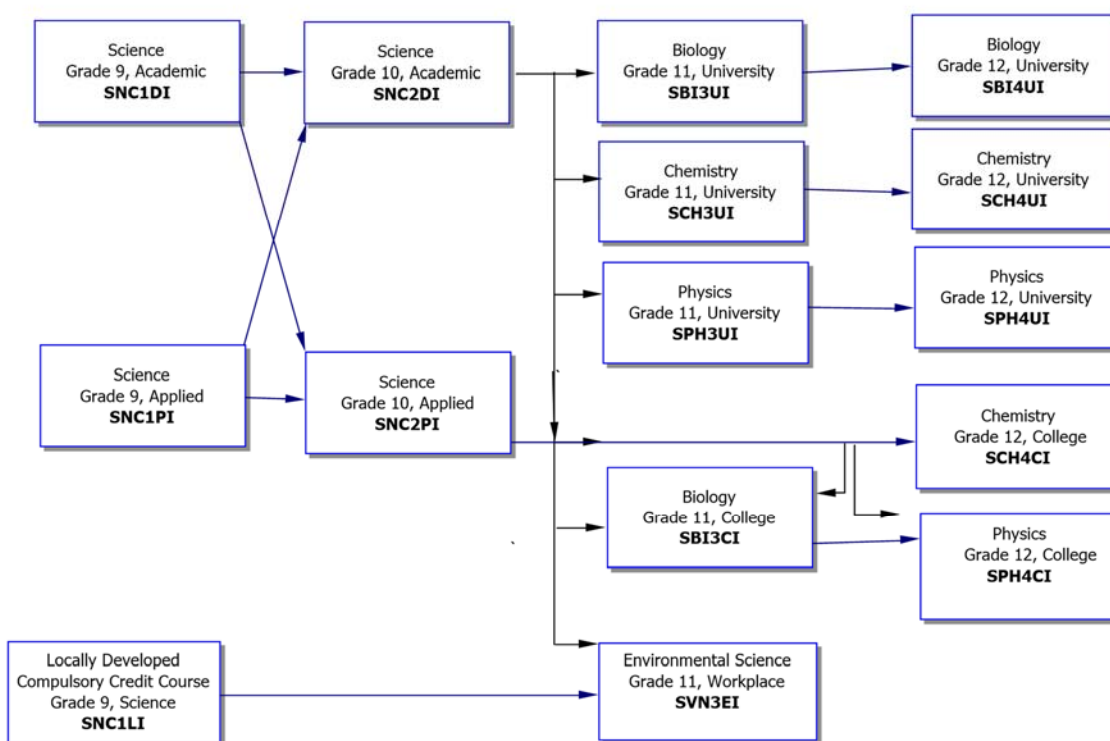 Science
Grade 9, Academic
SNC1DI
Science
Grade 10, Academic
SNC2DI
Biology
Grade 11, University
SBI3UI
Biology
Grade 12, University
SBI4UI
Chemistry
Grade 11, University
SCH3UI
Chemistry
Grade 12, University
SCH4UI
Physics
Grade 11, University
SPH3UI
Physics
Grade 12, University
SPH4UI
Science
Grade 9, Applied
SNC1PI
Science
Grade 10, Applied
SNC2PI
Chemistry
Grade 12, College
SCH4CI
Biology
Grade 11, College
SBI3CI
Physics
Grade 12, College
SPH4CI
Locally Developed
Compulsory Credit Course
Grade 9, Science
SNC1LI
Environmental Science
Grade 11, Workplace
SVN3EI